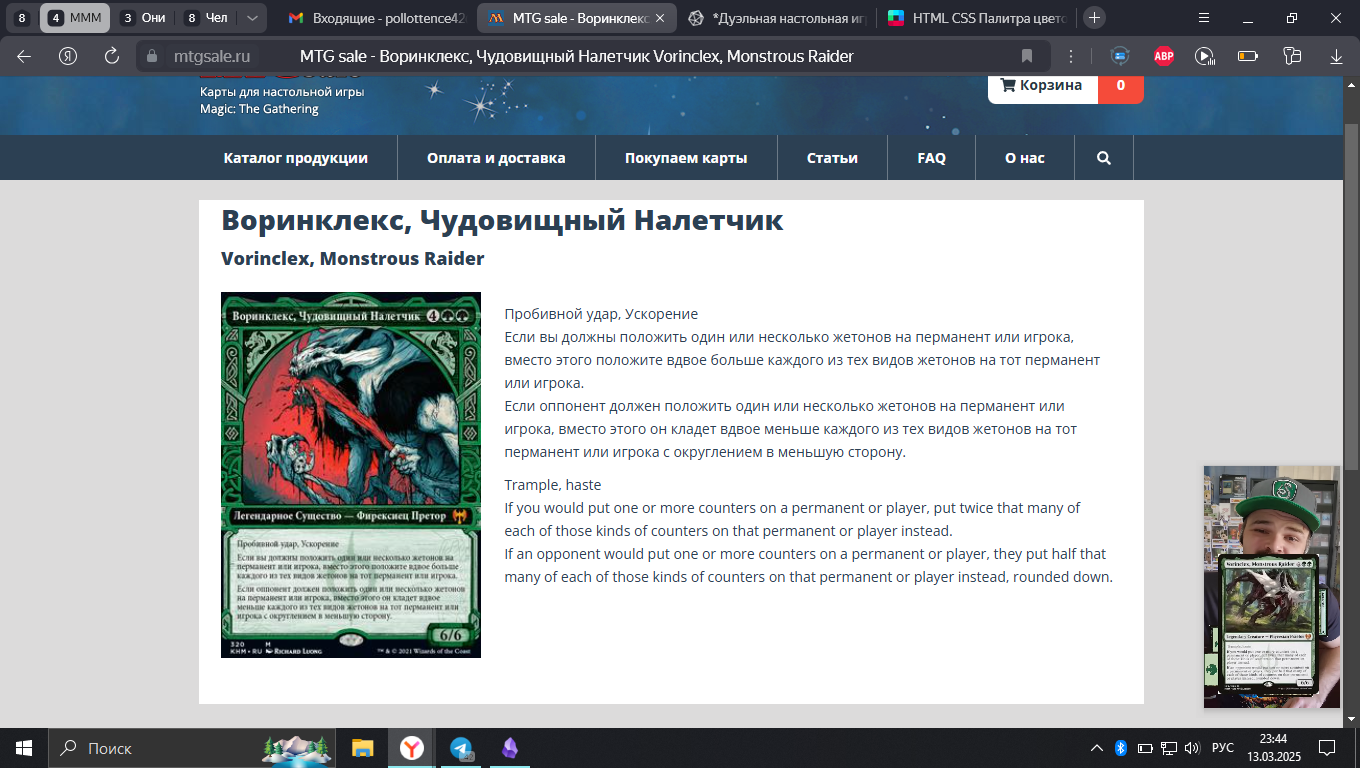 8
4 МММ
3 Они
8 Чел
Входящие - pollottence42
MTG sale - Воринклекс
*Дуэльная настольная иг
HTML CSS Палитра цвето
mtgsale.ru
MTG sale - Воринклекс, Чудовищный Налетчик Vorinclex, Monstrous Raider
ABP
Карты для настольной игры
Magic: The Gathering
Корзина 0
Каталог продукции
Оплата и доставка
Покупаем карты
Статьи
FAQ
О нас
Воринклекс, Чудовищный Налетчик
Vorinclex, Monstrous Raider
Воринклекс, Чудовищный Налетчик 4
Легендарное Существо — Фирексиец Претор
Пробивной удар, Ускорение
Если вы должны положить один или несколько жетонов на
перманент или игрока, вместо этого положите вдвое больше
каждого из тех видов жетонов на тот перманент или игрока.
Если оппонент должен положить один или несколько жетонов
на перманент или игрока, вместо этого он кладет вдвое
меньше каждого из тех видов жетонов на тот перманент или
игрока с округлением в меньшую сторону.
6/6
320 M
KHM • RU RICHARD LUONG
™ & © 2021 Wizards of the Coast
Пробивной удар, Ускорение
Если вы должны положить один или несколько жетонов на перманент или игрока,
вместо этого положите вдвое больше каждого из тех видов жетонов на тот перманент
или игрока.
Если оппонент должен положить один или несколько жетонов на перманент или
игрока, вместо этого он кладет вдвое меньше каждого из тех видов жетонов на тот
перманент или игрока с округлением в меньшую сторону.
Trample, haste
If you would put one or more counters on a permanent or player, put twice that many of
each of those kinds of counters on that permanent or player instead.
If an opponent would put one or more counters on a permanent or player, they put half that
many of each of those kinds of counters on that permanent or player instead, rounded down.
Vorinclex, Monstrous Raider
Legendary Creature — Phyrexian Praetor
6/6
Поиск
РУС
23:44
13.03.2025